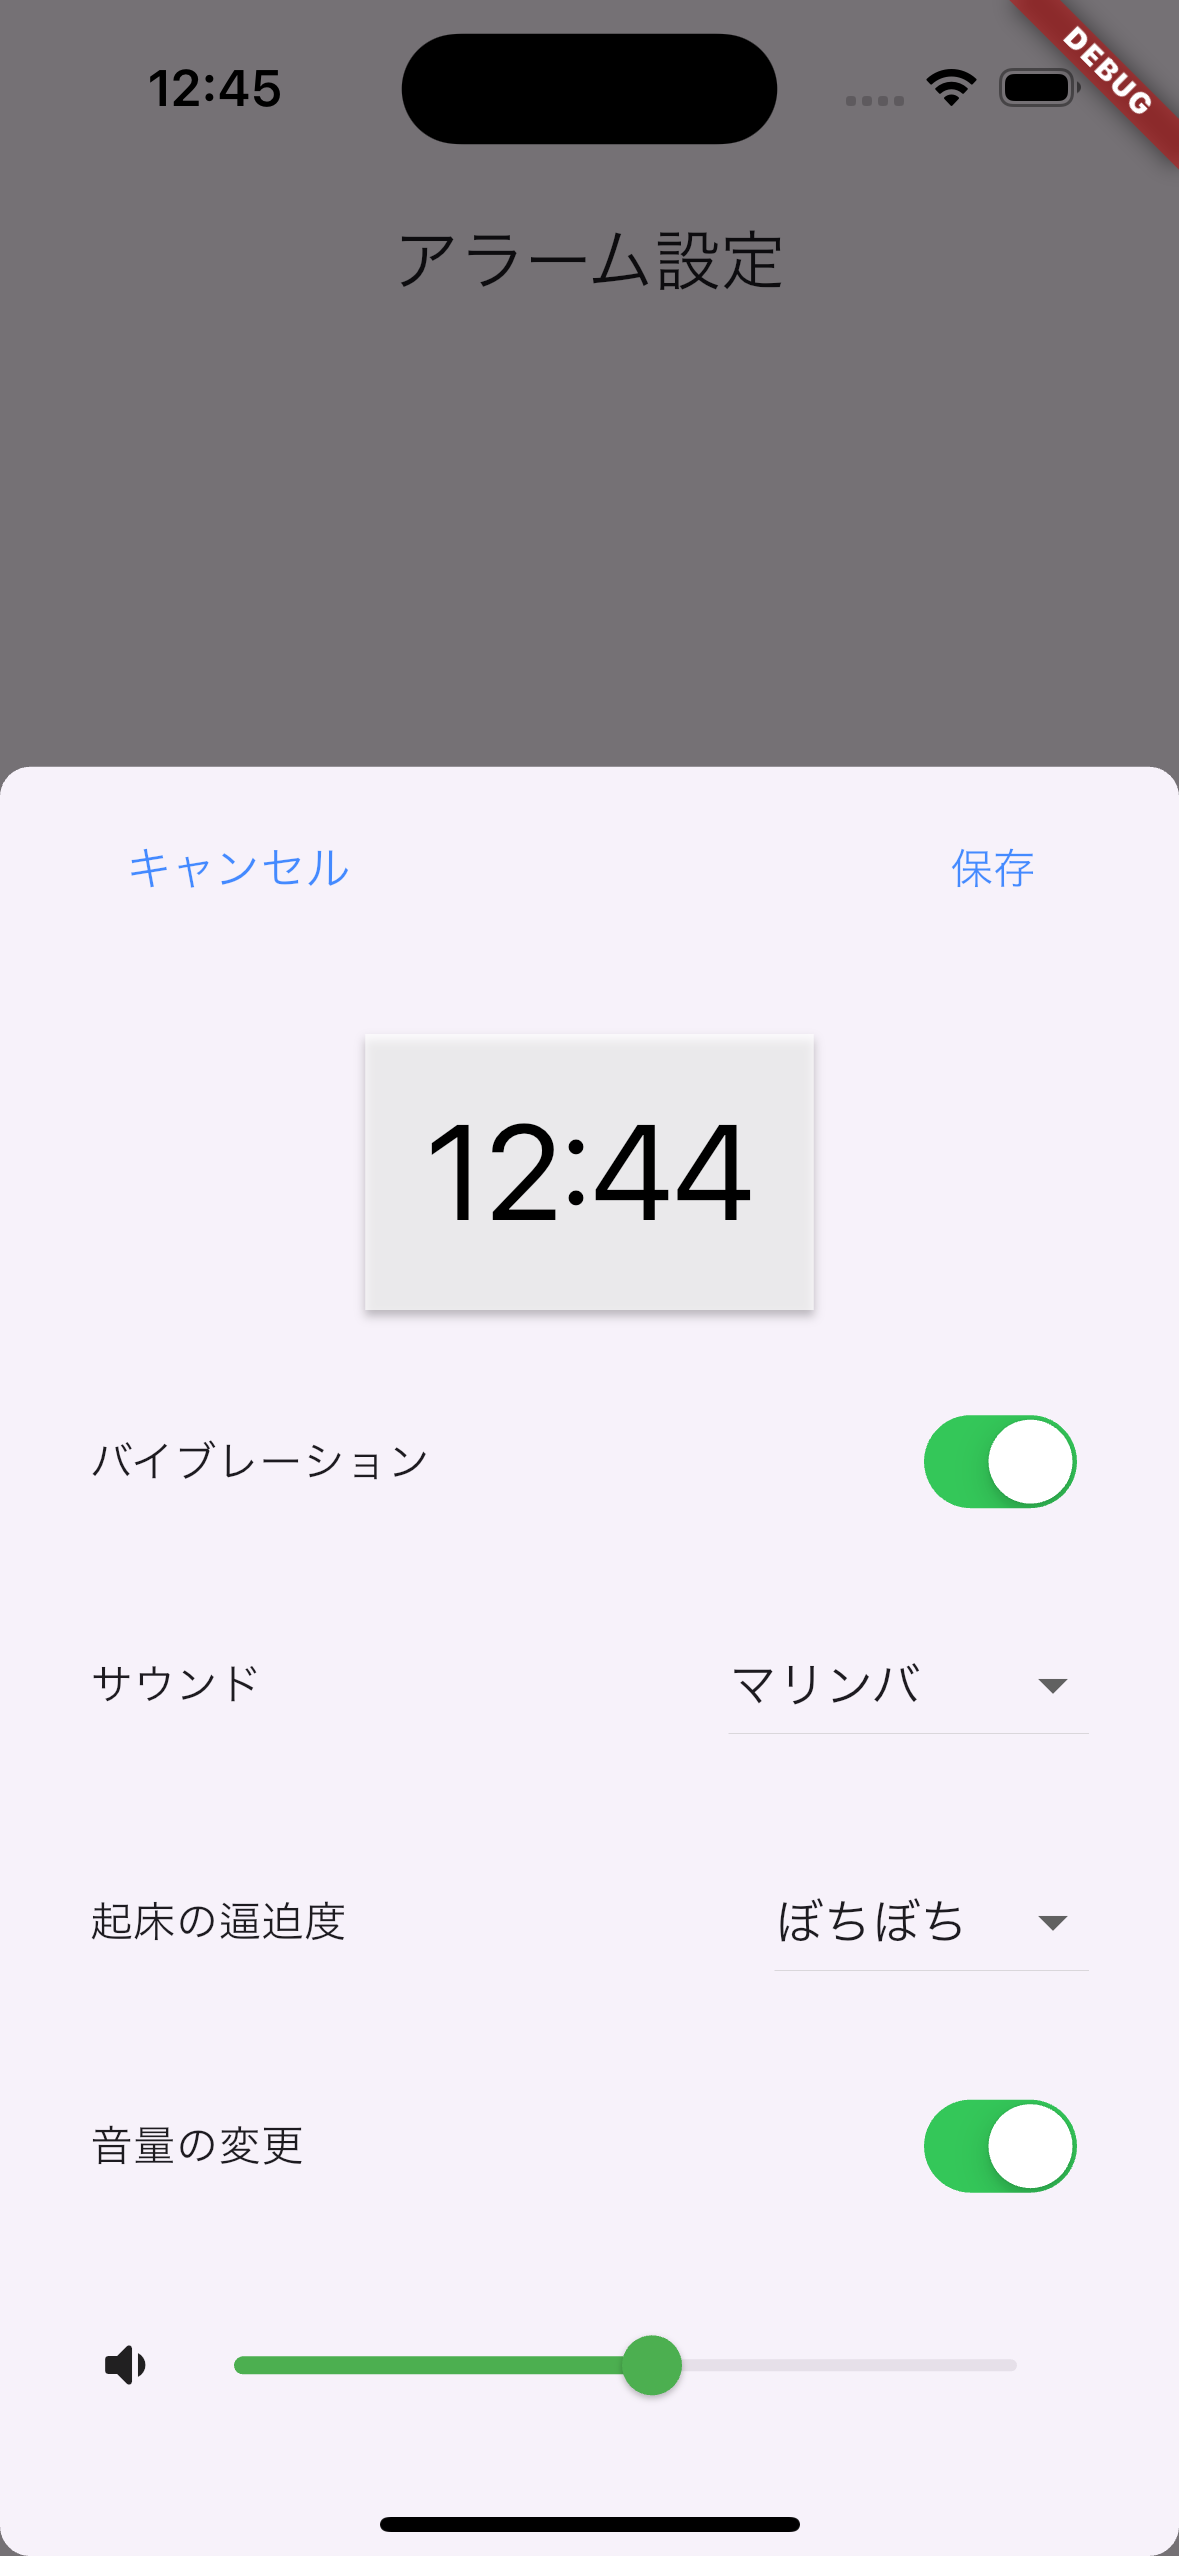 12:45
DEBUG
アラーム設定
キャンセル 保存
12:44
バイブレーション
サウンド マリンバ
起床の逼迫度 ぼちぼち
音量の変更